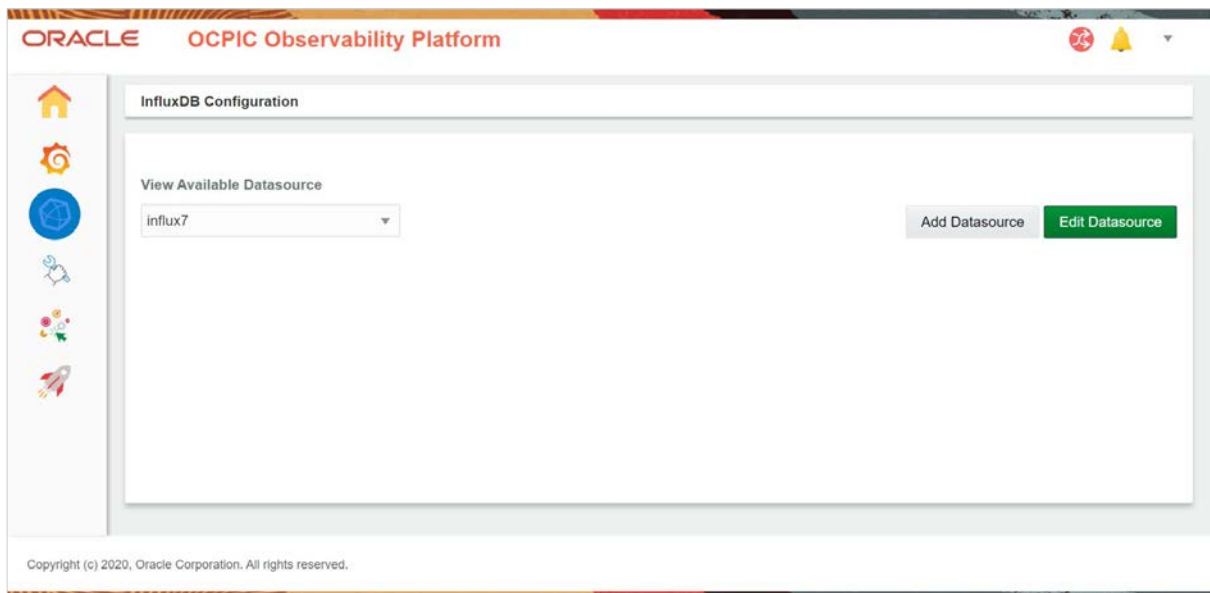 ORACLE OCPIC Observability Platform
InfluxDB Configuration
View Available Datasource
influx7
Add Datasource Edit Datasource
Copyright (c) 2020, Oracle Corporation. All rights reserved.